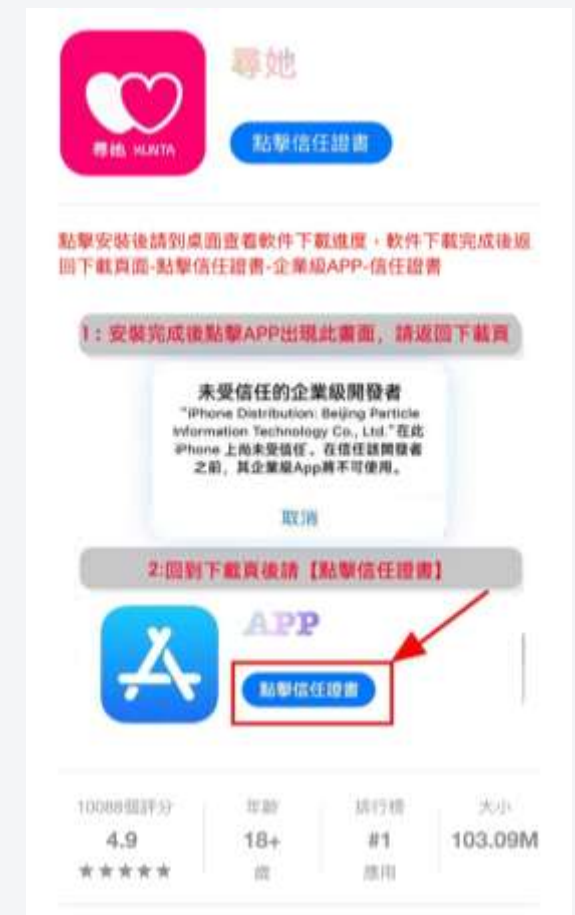 尋她
尋她 XUNTA
點擊信任證書
點擊安裝後請到桌面查看軟件下載進度，軟件下載完成後返
回下載頁面-點擊信任證書-企業級APP-信任證書
1：安裝完成後點擊APP出現此畫面，請返回下載頁
未受信任的企業級開發者
"iPhone Distribution: Beijing Particle
Information Technology Co., Ltd."在此
iPhone 上尚未受信任。在信任該開發者
之前，其企業級App將不可使用。
取消
2:回到下載頁後請【點擊信任證書】
APP
點擊信任證書
10088個評分
年齡
排行榜
大小
4.9
18+
#1
103.09M
★★★★★
歲
應用